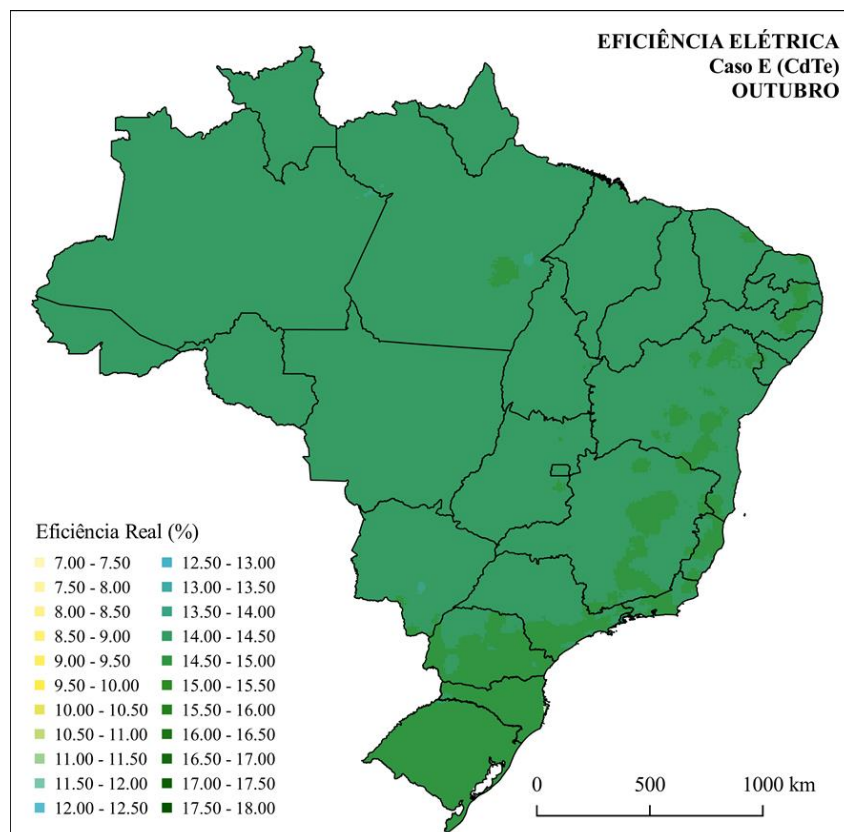 EFICIÊNCIA ELÉTRICA
Caso E (CdTe)
OUTUBRO
Eficiência Real (%)
7.00 - 7.50
7.50 - 8.00
8.00 - 8.50
8.50 - 9.00
9.00 - 9.50
9.50 - 10.00
10.00 - 10.50
10.50 - 11.00
11.00 - 11.50
11.50 - 12.00
12.00 - 12.50
12.50 - 13.00
13.00 - 13.50
13.50 - 14.00
14.00 - 14.50
14.50 - 15.00
15.00 - 15.50
15.50 - 16.00
16.00 - 16.50
16.50 - 17.00
17.00 - 17.50
17.50 - 18.00
0 500 1000 km